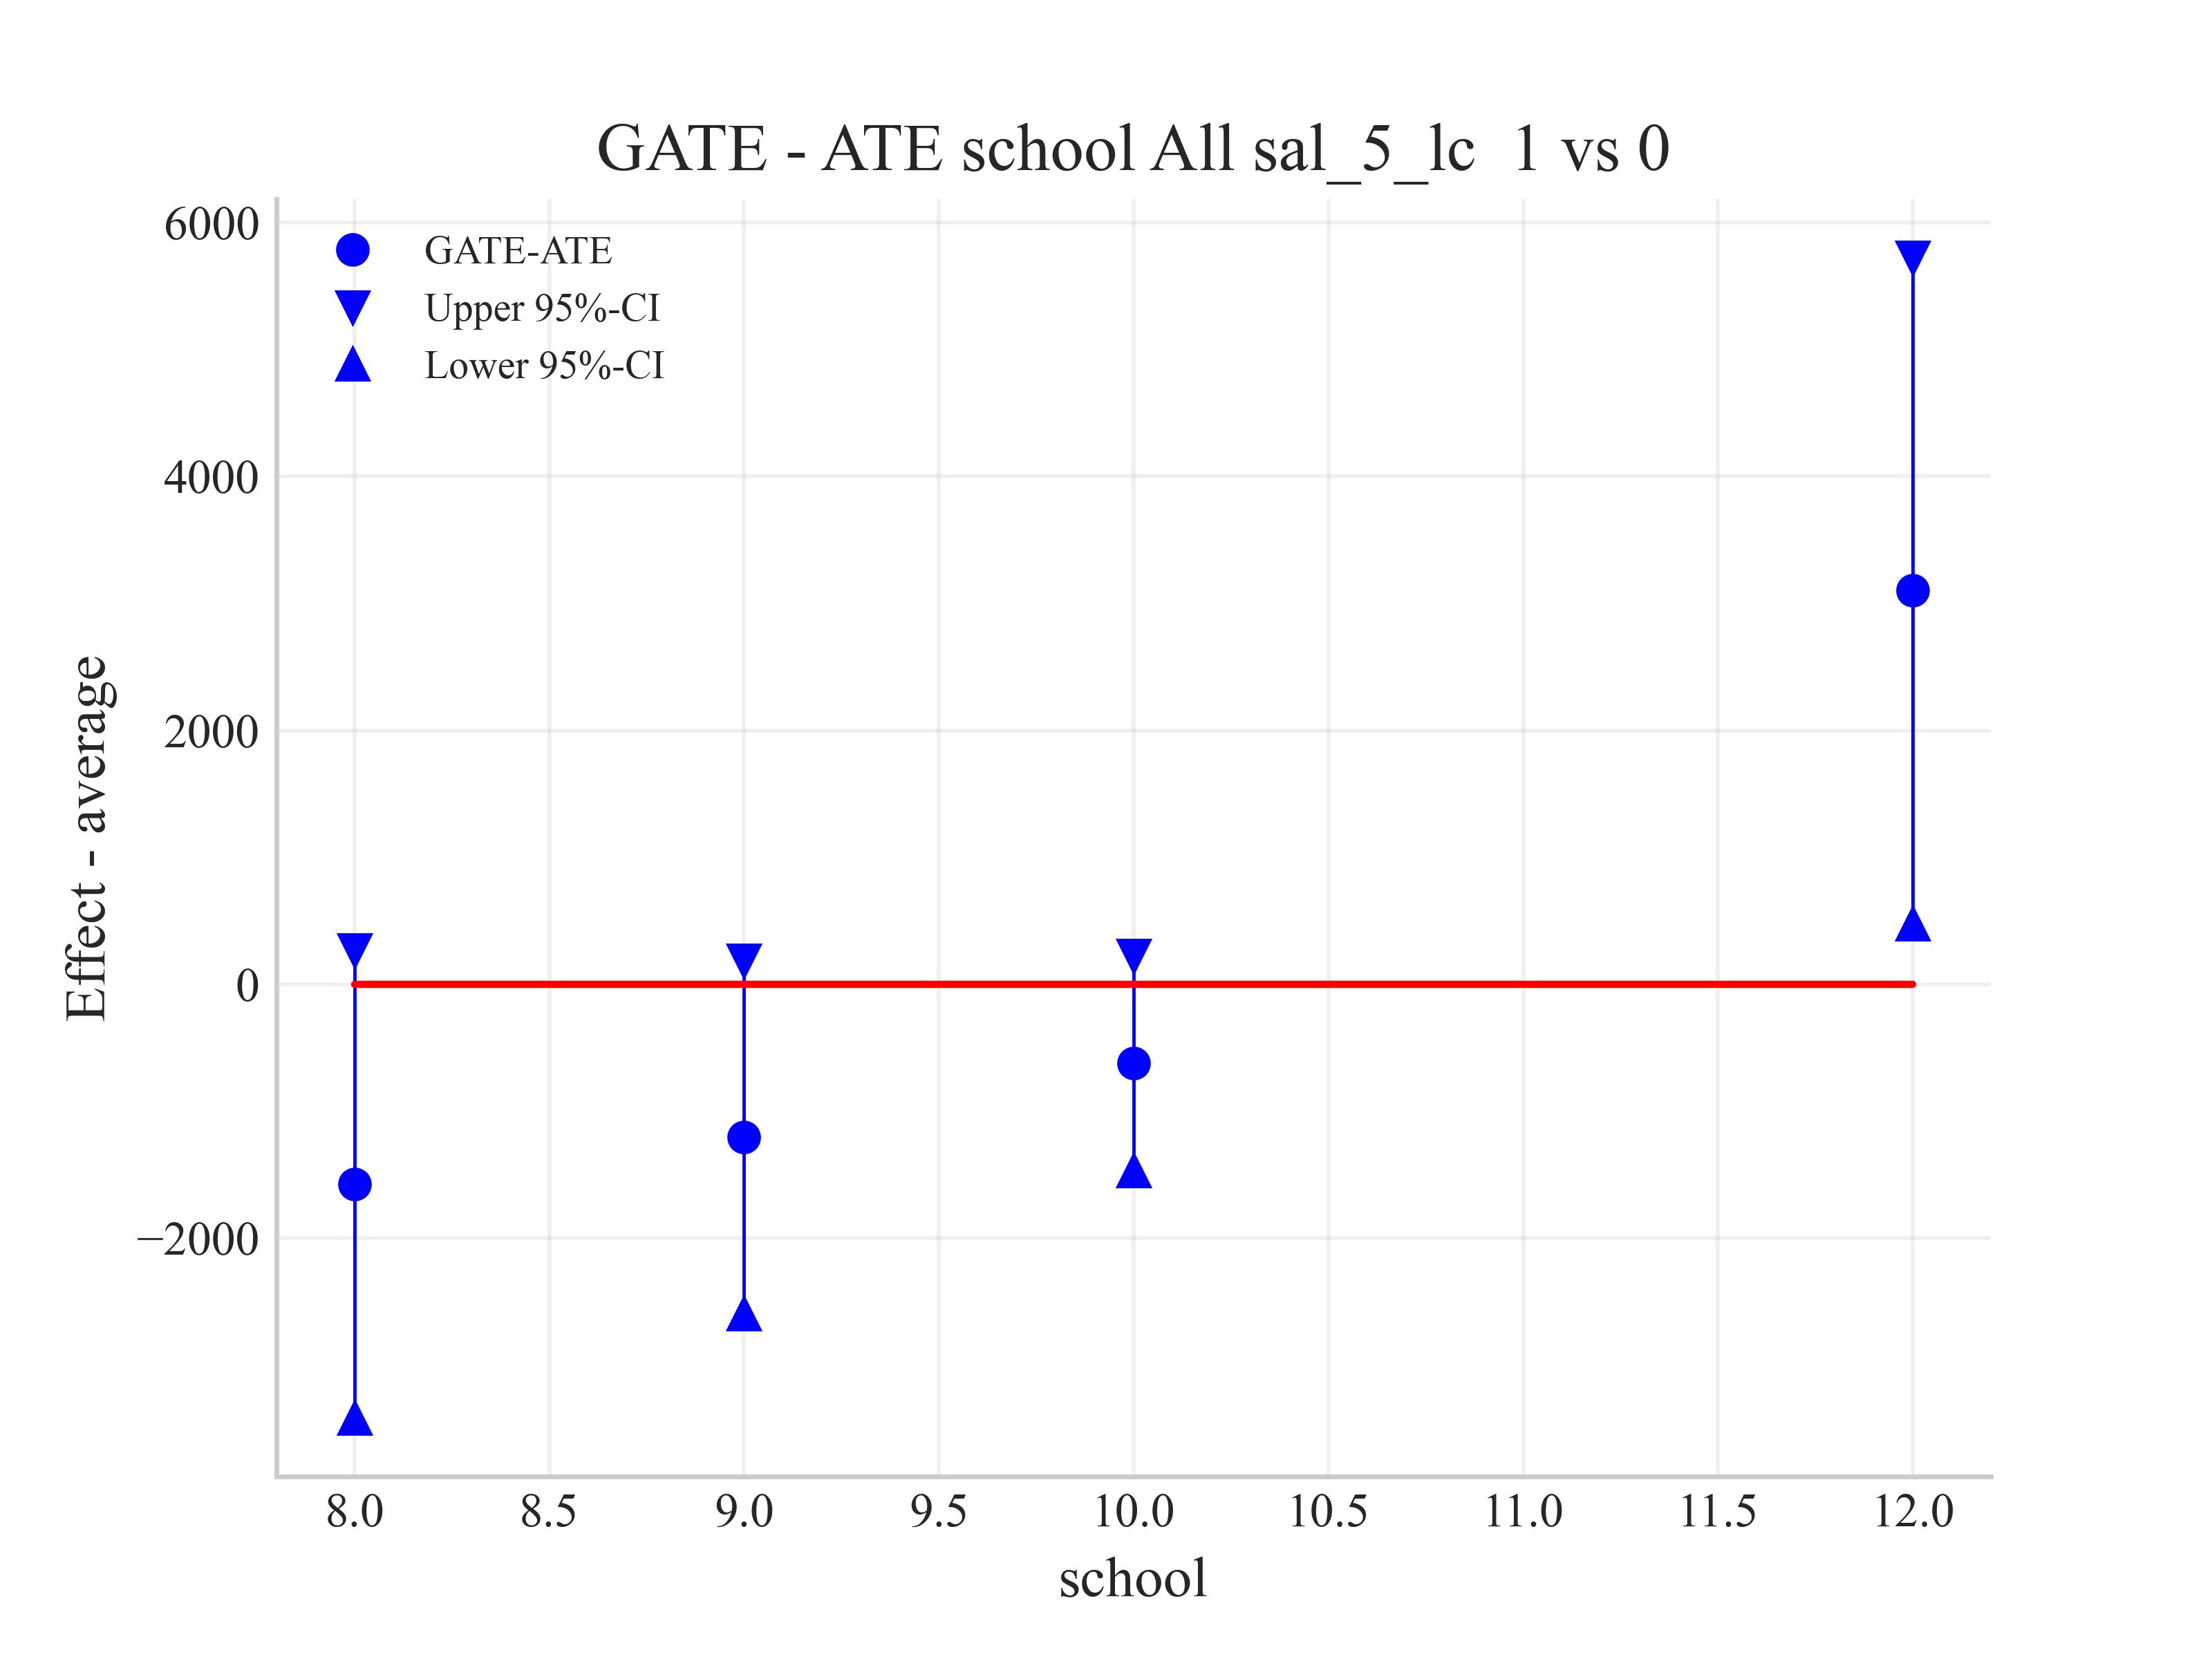 GATE - ATE school All sal_5_lc  1 vs 0
6000
4000
2000
0
−2000
Effect - average
GATE-ATE
Upper 95%-CI
Lower 95%-CI
8.0 8.5 9.0 9.5 10.0 10.5 11.0 11.5 12.0
school